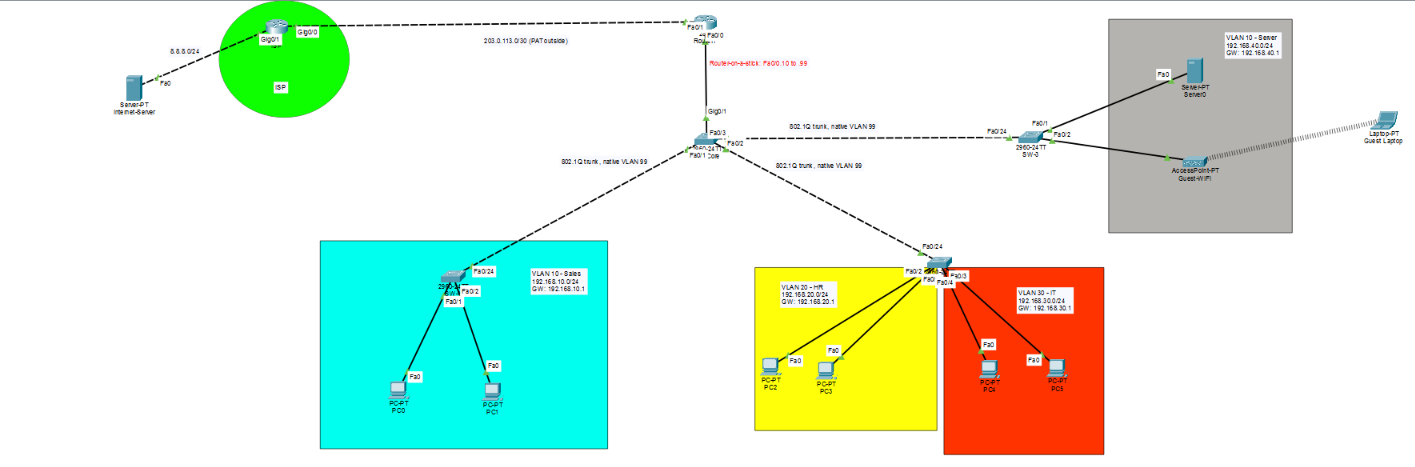 Fa0/1
Gig0/0
Fa0/0
Gig0/1
203.0.113.0/30 (PAT outside)
8.8.8.0/24
Router-on-a-stick: Fa0/0.10 to .99
ISP
Fa0
Server-PT
Internet-Server
VLAN 10 - Server
192.168.40.0/24
GW: 192.168.40.1
Fa0
Server-PT
Server0
Gig0/1
Fa0/3
Fa0/2
Fa0/1
Core
802.1Q trunk, native VLAN 99
Fa0/24
Fa0/1
Fa0/2
2960-24TT
SW-3
Laptop-PT
Guest Laptop
AccessPoint-PT
Guest-WiFi
802.1Q trunk, native VLAN 99
802.1Q trunk, native VLAN 99
Fa0/24
Fa0/2
Fa0/1
VLAN 10 - Sales
192.168.10.0/24
GW: 192.168.10.1
Fa0
Fa0
PC-PT
PC0
PC-PT
PC1
Fa0/24
Fa0/2
Fa0/3
Fa0/4
VLAN 20 - HR
192.168.20.0/24
GW: 192.168.20.1
VLAN 30 - IT
192.168.30.0/24
GW: 192.168.30.1
Fa0
Fa0
Fa0
Fa0
PC-PT
PC2
PC-PT
PC3
PC-PT
PC-PT